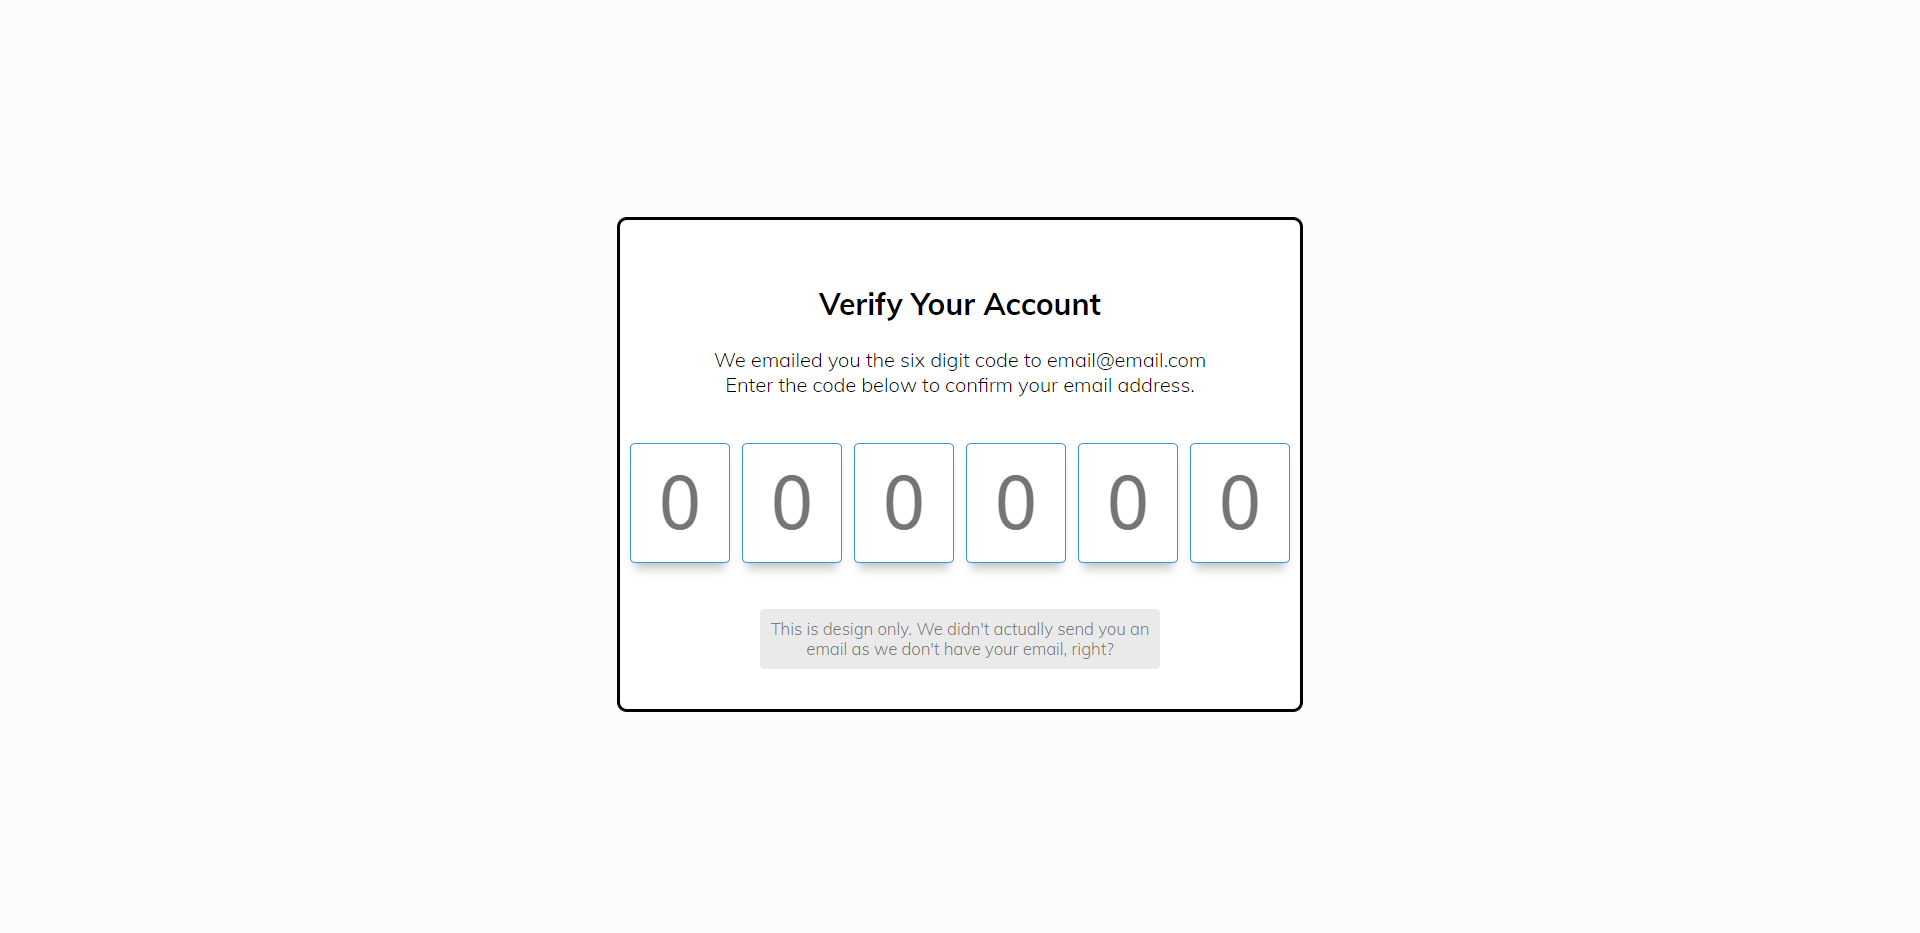 Verify Your Account
We emailed you the six digit code to email@email.com
Enter the code below to confirm your email address.
0 0 0 0 0 0
This is design only. We didn't actually send you an
email as we don't have your email, right?